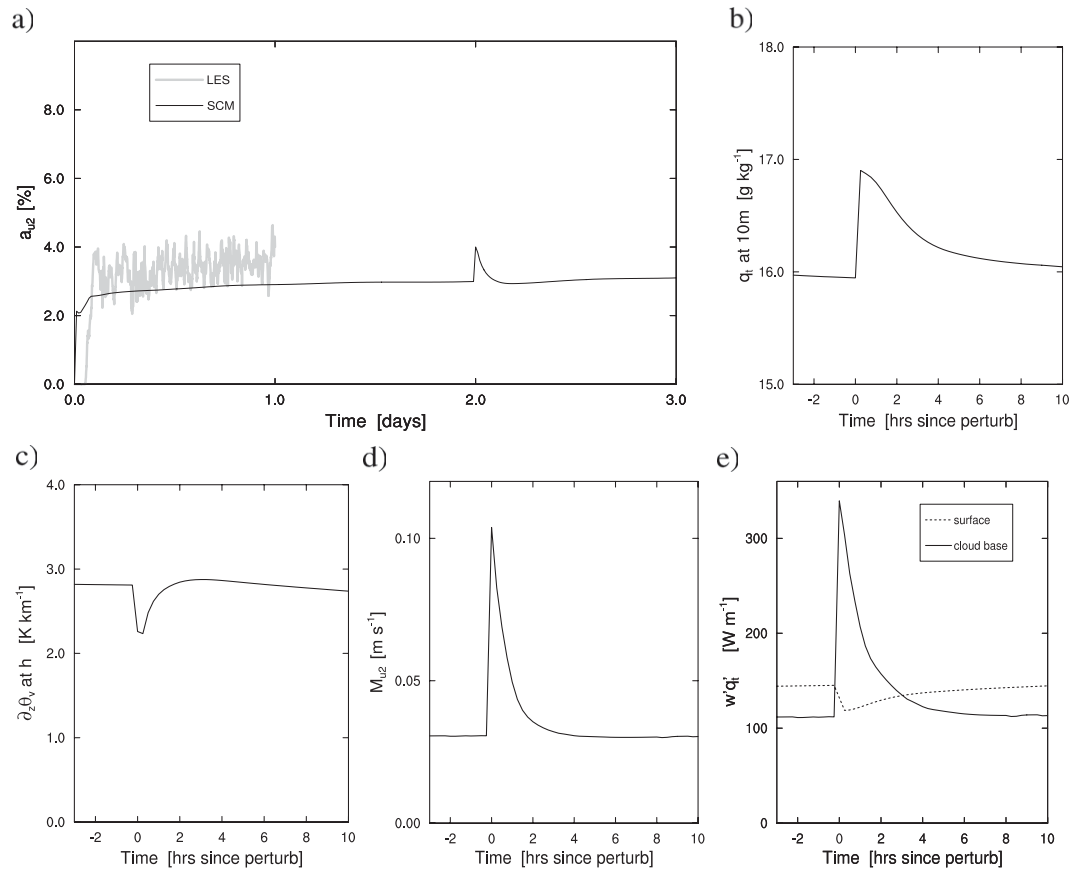 a)
8.0
6.0
4.0
2.0
0.0
a_{u2} [%]
LES
SCM
0.0 1.0 2.0 3.0
Time [days]
b)
18.0
17.0
16.0
15.0
q_t at 10m [g kg^{-1}]
-2 0 2 4 6 8 10
Time [hrs since perturb]
c)
4.0
3.0
2.0
1.0
0.0
∂_zθ_v at h [K km^{-1}]
-2 0 2 4 6 8 10
Time [hrs since perturb]
d)
0.10
0.05
0.00
M_{u2} [m s^{-1}]
-2 0 2 4 6 8 10
Time [hrs since perturb]
e)
300
200
100
0
w'q_t' [W m^{-1}]
surface
cloud base
-2 0 2 4 6 8 10
Time [hrs since perturb]